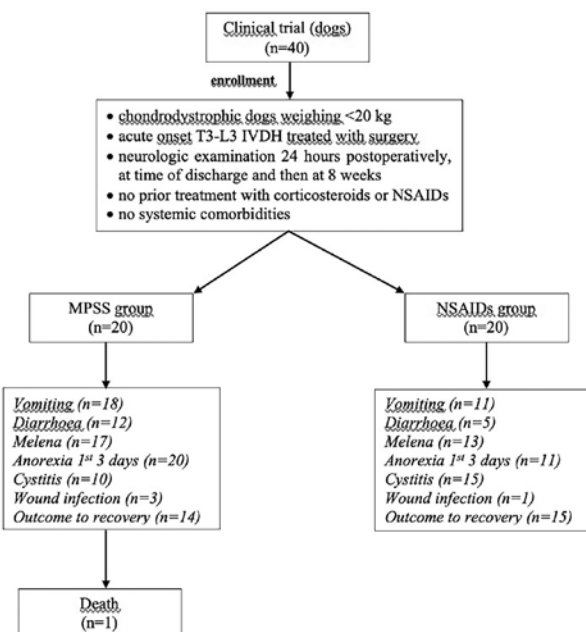 Clinical trial (dogs)
(n=40)
enrollment
• chondrodystrophic dogs weighing <20 kg
• acute onset T3-L3 IVDH treated with surgery
• neurologic examination 24 hours postoperatively,
at time of discharge and then at 8 weeks
• no prior treatment with corticosteroids or NSAIDs
• no systemic comorbidities
MPSS group
(n=20)
NSAIDs group
(n=20)
Vomiting (n=18)
Diarrhoea (n=12)
Melena (n=17)
Anorexia 1st 3 days (n=20)
Cystitis (n=10)
Wound infection (n=3)
Outcome to recovery (n=14)
Vomiting (n=11)
Diarrhoea (n=5)
Melena (n=13)
Anorexia 1st 3 days (n=11)
Cystitis (n=15)
Wound infection (n=1)
Outcome to recovery (n=15)
Death
(n=1)